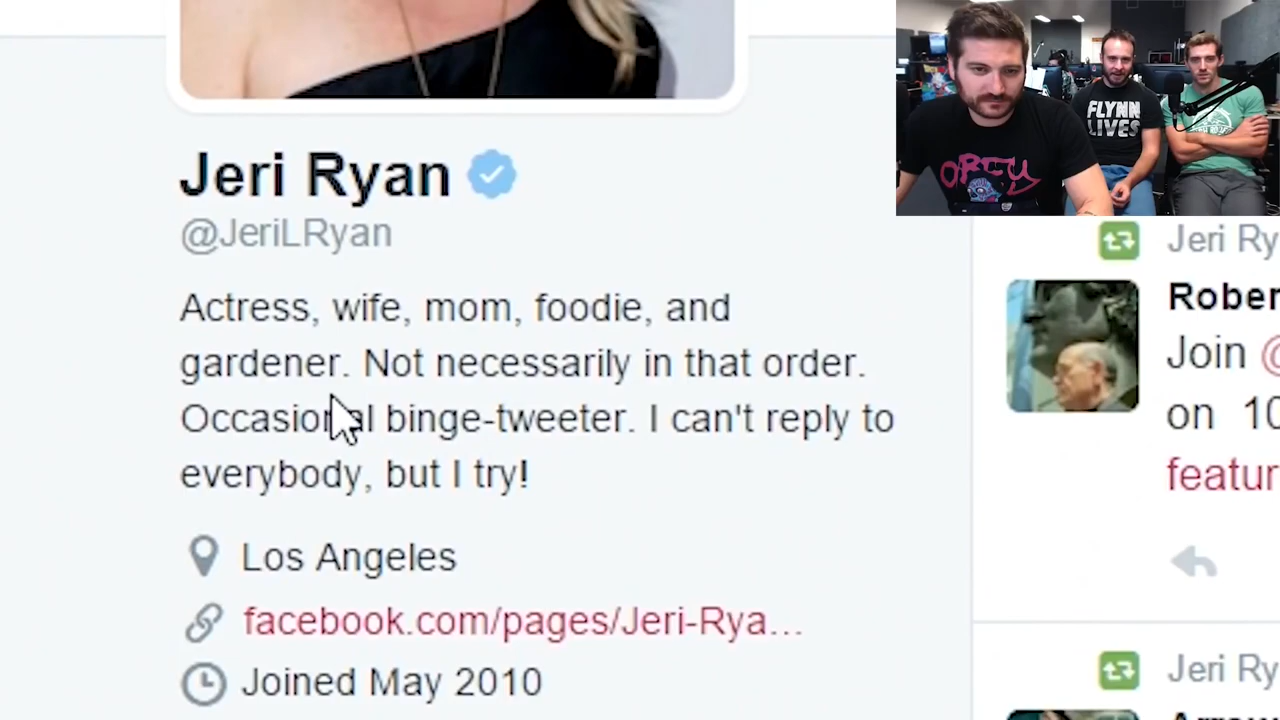 FLYNN
LIVES
OBEY
Jeri Ryan
@JeriLRyan
Actress, wife, mom, foodie, and
gardener. Not necessarily in that order.
Occasional binge-tweeter. I can't reply to
everybody, but I try!
Los Angeles
facebook.com/pages/Jeri-Rya...
Joined May 2010
Jeri Ry
Rober
Join @
on 10
featur
Jeri Ry